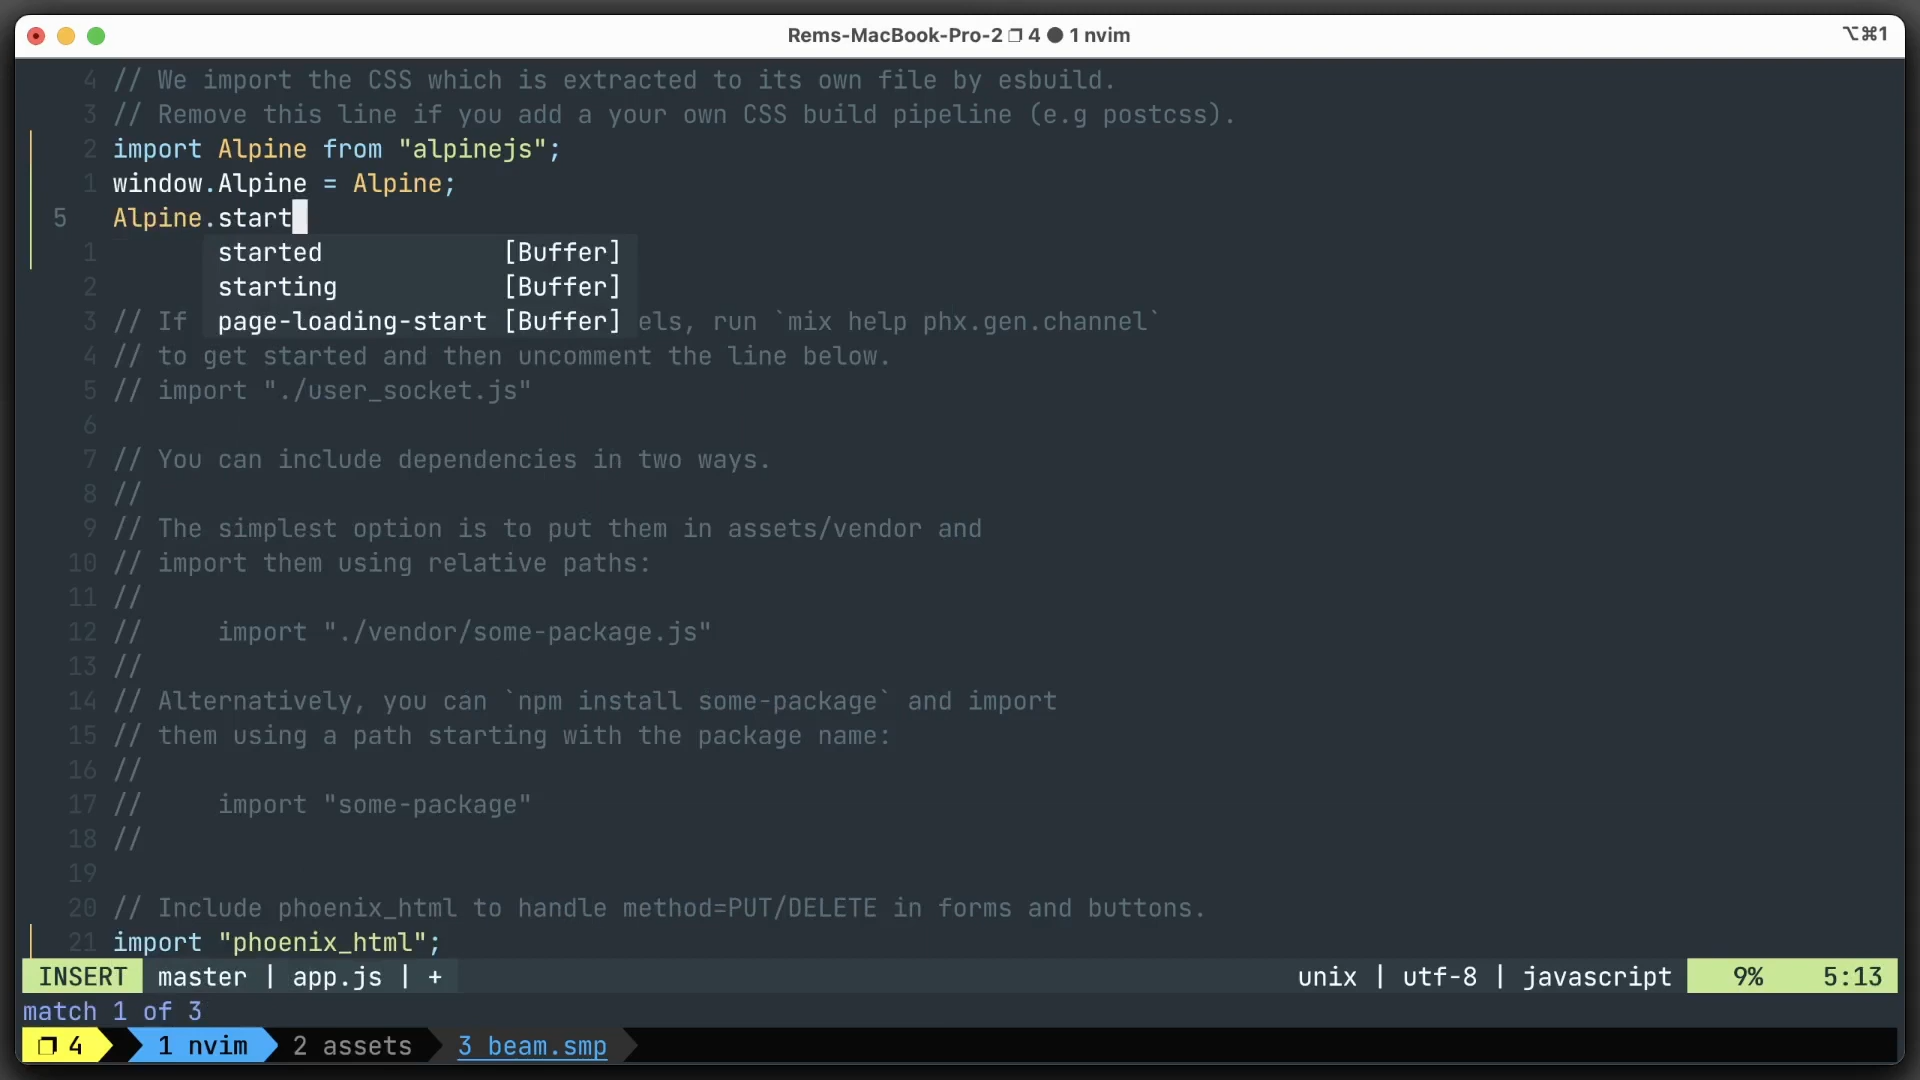 Rems-MacBook-Pro-2 ❐ 4 ● 1 nvim
⌥⌘1
4 // We import the CSS which is extracted to its own file by esbuild.
3 // Remove this line if you add a your own CSS build pipeline (e.g postcss).
2 import Alpine from "alpinejs";
1 window.Alpine = Alpine;
5 Alpine.start
1 started [Buffer]
2 starting [Buffer]
3 // If page-loading-start [Buffer] els, run `mix help phx.gen.channel`
4 // to get started and then uncomment the line below.
5 // import "./user_socket.js"
6
7 // You can include dependencies in two ways.
8 //
9 // The simplest option is to put them in assets/vendor and
10 // import them using relative paths:
11 //
12 // import "./vendor/some-package.js"
13 //
14 // Alternatively, you can `npm install some-package` and import
15 // them using a path starting with the package name:
16 //
17 // import "some-package"
18 //
19
20 // Include phoenix_html to handle method=PUT/DELETE in forms and buttons.
21 import "phoenix_html";
INSERT master | app.js | + unix | utf-8 | javascript 9% 5:13
match 1 of 3
❐ 4 1 nvim 2 assets 3 beam.smp